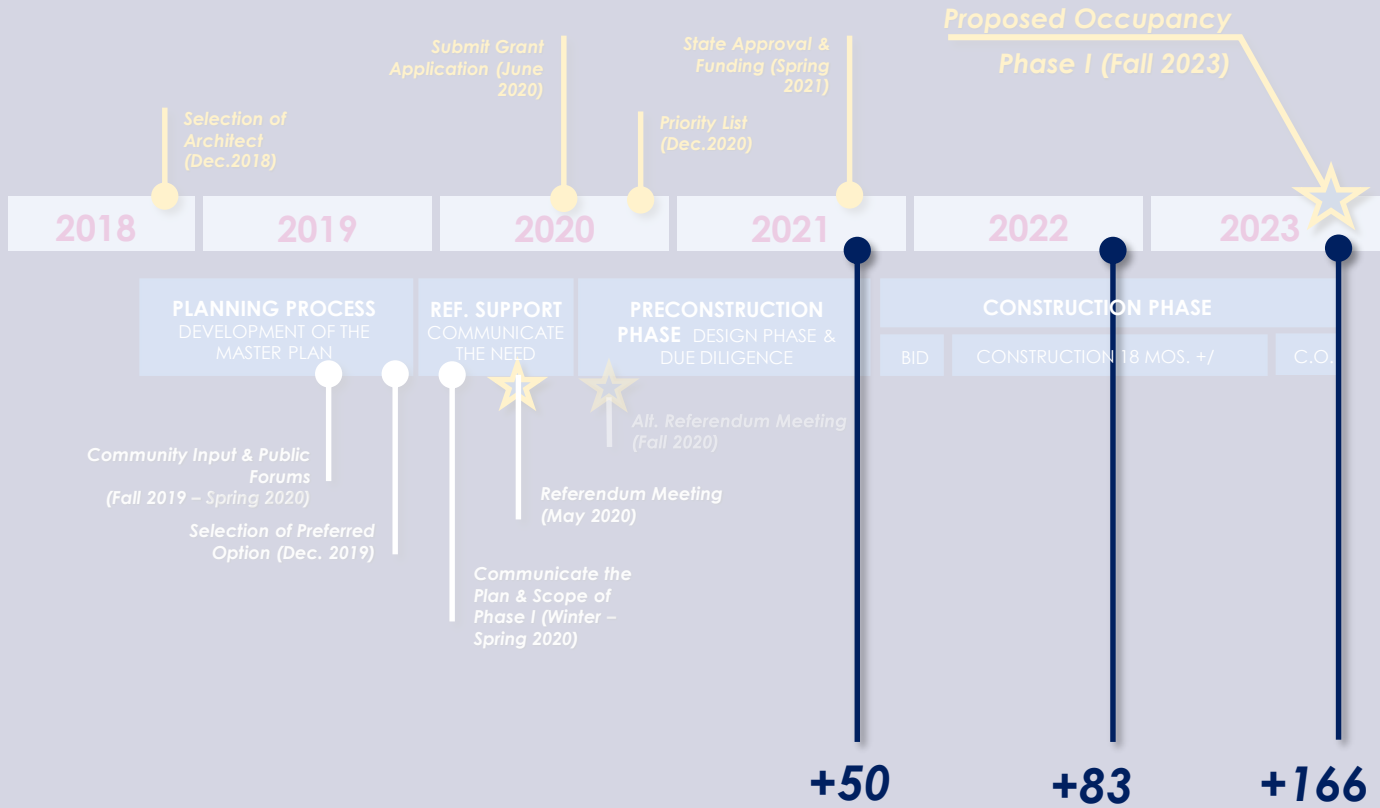 Proposed Occupancy
Phase I (Fall 2023)
Submit Grant
Application (June
2020)
State Approval &
Funding (Spring
2021)
Selection of
Architect
(Dec.2018)
Priority List
(Dec.2020)
2018
2019
2020
2021
2022
2023
PLANNING PROCESS
DEVELOPMENT OF THE
MASTER PLAN
REF. SUPPORT
COMMUNICATE
THE NEED
PRECONSTRUCTION
PHASE DESIGN PHASE &
DUE DILIGENCE
CONSTRUCTION PHASE
BID
CONSTRUCTION 18 MOS. +/
C.O.
Alt. Referendum Meeting
(Fall 2020)
Community Input & Public
Forums
(Fall 2019 – Spring 2020)
Referendum Meeting
(May 2020)
Selection of Preferred
Option (Dec. 2019)
Communicate the
Plan & Scope of
Phase I (Winter –
Spring 2020)
+50
+83
+166